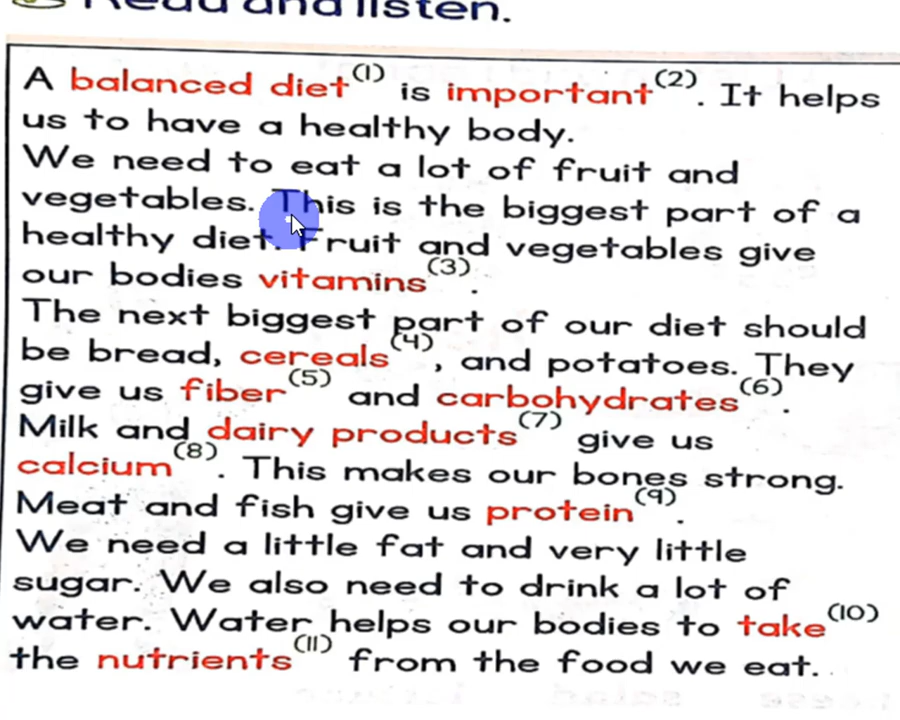 Read and listen.
A balanced diet(1) is important(2). It helps
us to have a healthy body.
We need to eat a lot of fruit and
vegetables. This is the biggest part of a
healthy diet. Fruit and vegetables give
our bodies vitamins(3).
The next biggest part of our diet should
be bread, cereals(4), and potatoes. They
give us fiber(5) and carbohydrates(6).
Milk and dairy products(7) give us
calcium(8). This makes our bones strong.
Meat and fish give us protein(9).
We need a little fat and very little
sugar. We also need to drink a lot of
water. Water helps our bodies to take(10)
the nutrients(11) from the food we eat.